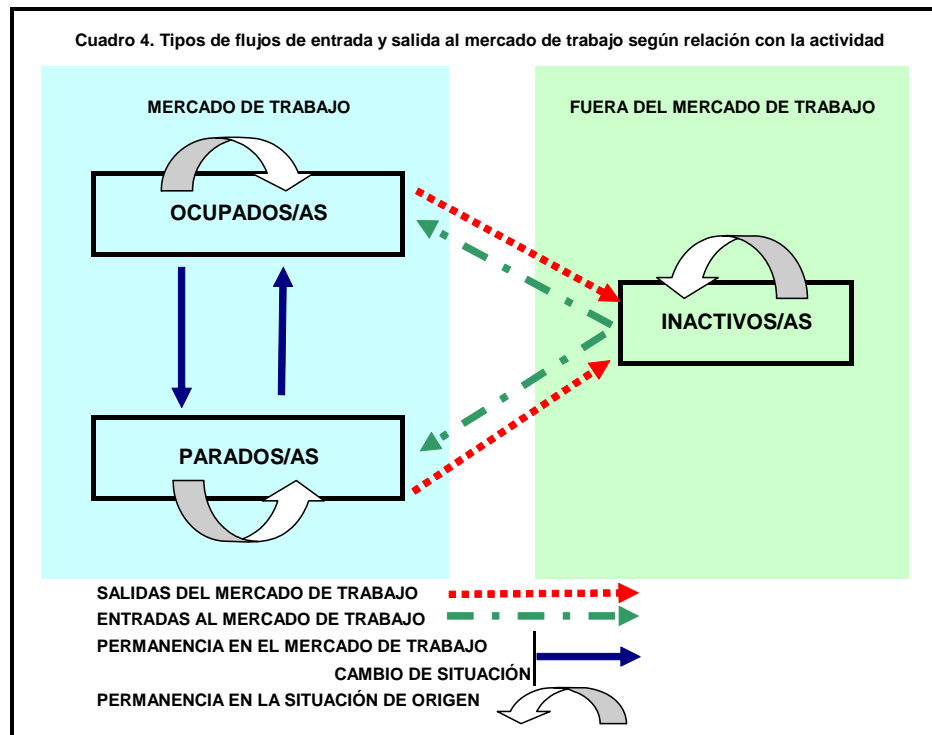 Cuadro 4. Tipos de flujos de entrada y salida al mercado de trabajo según relación con la actividad
MERCADO DE TRABAJO
FUERA DEL MERCADO DE TRABAJO
OCUPADOS/AS
INACTIVOS/AS
PARADOS/AS
SALIDAS DEL MERCADO DE TRABAJO
ENTRADAS AL MERCADO DE TRABAJO
PERMANENCIA EN EL MERCADO DE TRABAJO
CAMBIO DE SITUACIÓN
PERMANENCIA EN LA SITUACIÓN DE ORIGEN